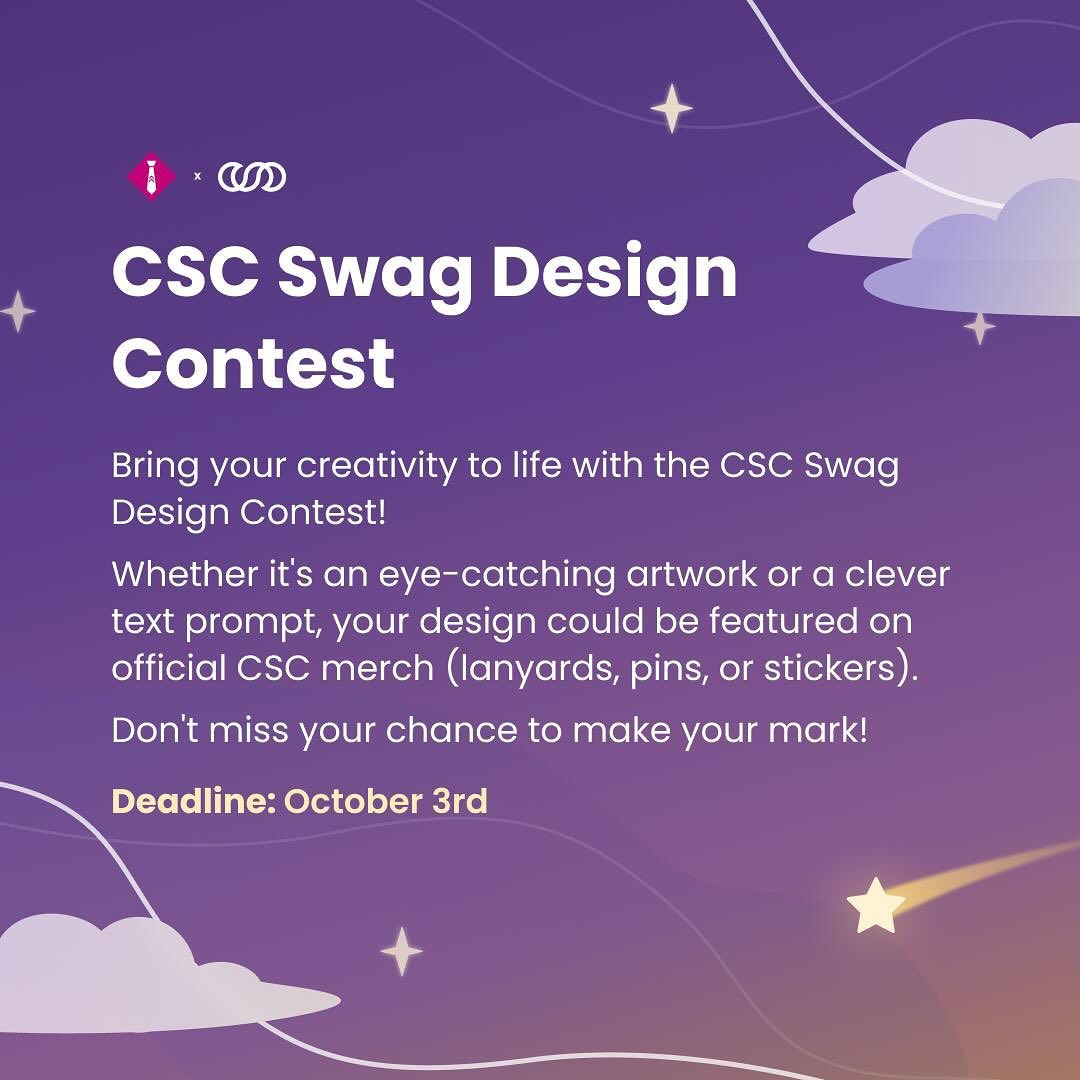 x
CSC Swag Design
Contest
Bring your creativity to life with the CSC Swag
Design Contest!
Whether it's an eye-catching artwork or a clever
text prompt, your design could be featured on
official CSC merch (lanyards, pins, or stickers).
Don't miss your chance to make your mark!
Deadline: October 3rd